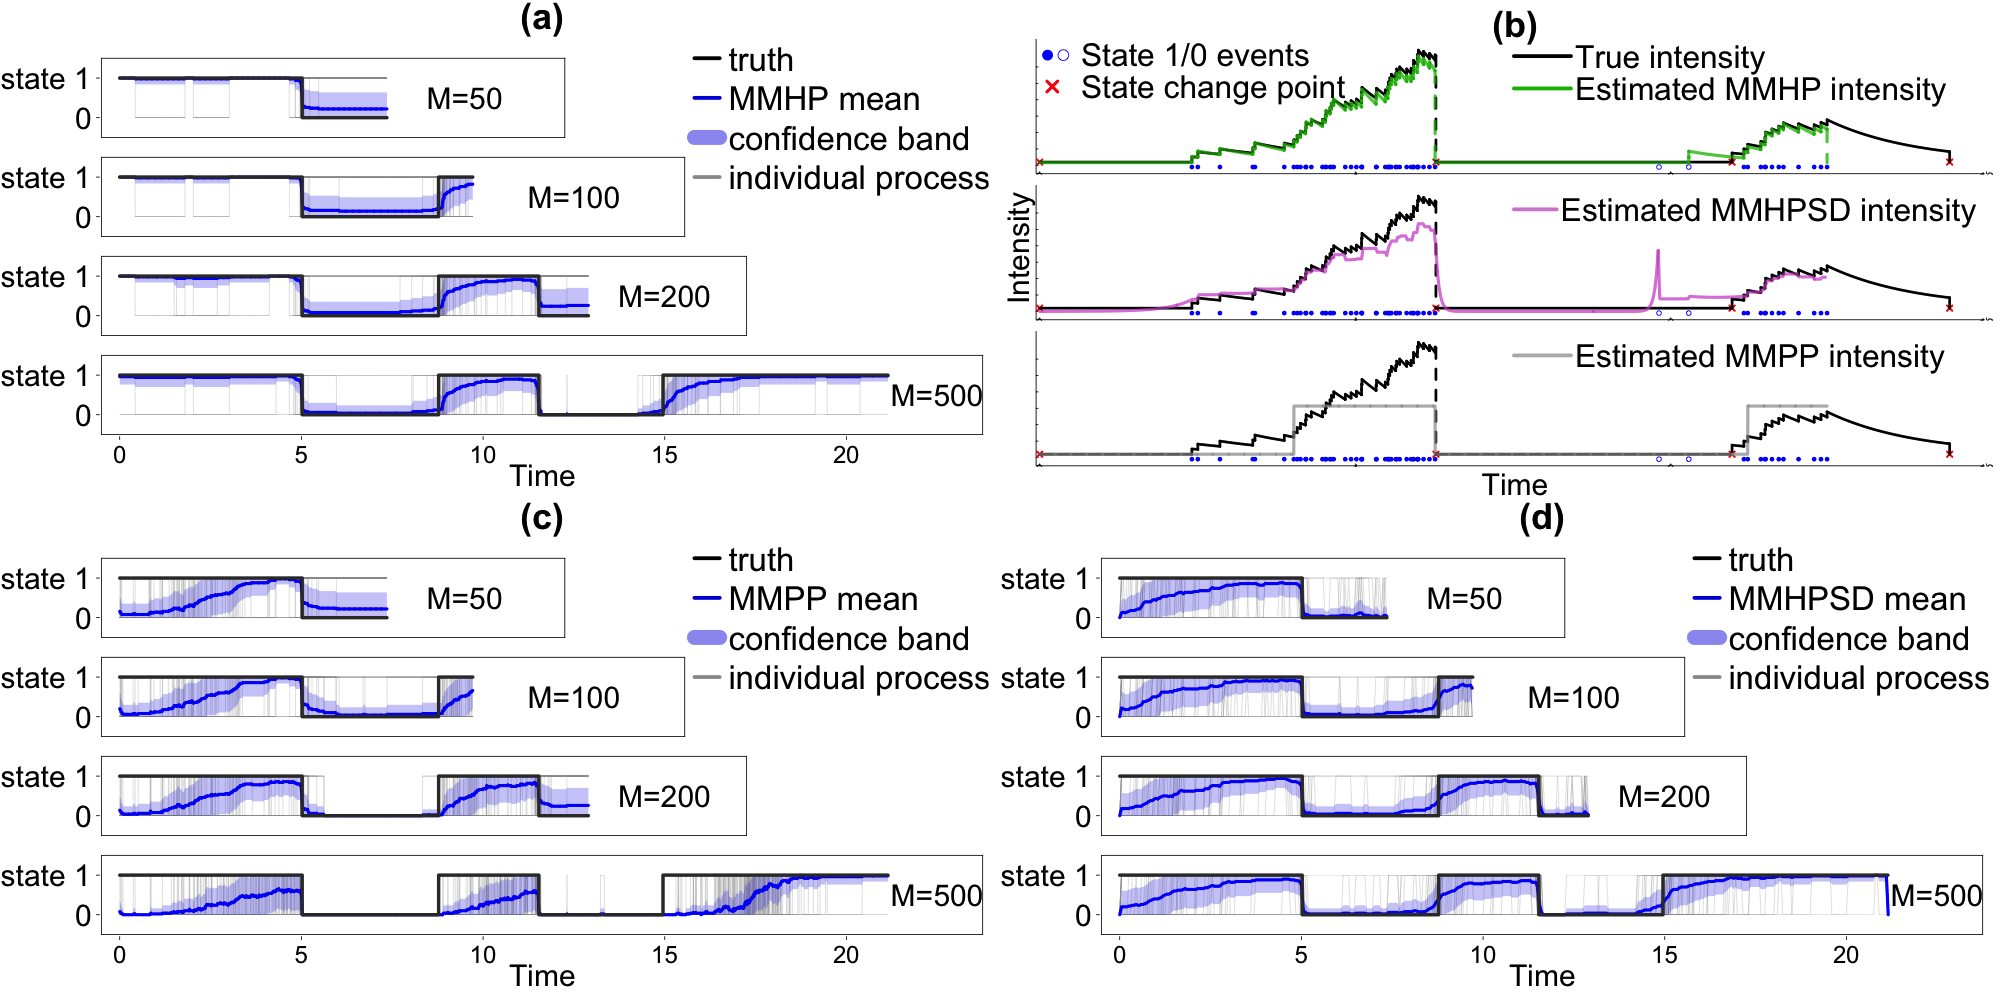 (a)
state 1
0
M=50
truth
MMHP mean
confidence band
individual process
state 1
0
M=100
state 1
0
M=200
state 1
0
M=500
0 5 10 15 20
Time
(b)
State 1/0 events
State change point
True intensity
Estimated MMHP intensity
Intensity
Estimated MMHPSD intensity
Estimated MMPP intensity
Time
(c)
state 1
0
M=50
truth
MMPP mean
confidence band
individual process
state 1
0
M=100
state 1
0
M=200
state 1
0
M=500
0 5 10 15 20
Time
(d)
state 1
0
M=50
truth
MMHPSD mean
confidence band
individual process
state 1
0
M=100
state 1
0
M=200
state 1
0
M=500
0 5 10 15 20
Time